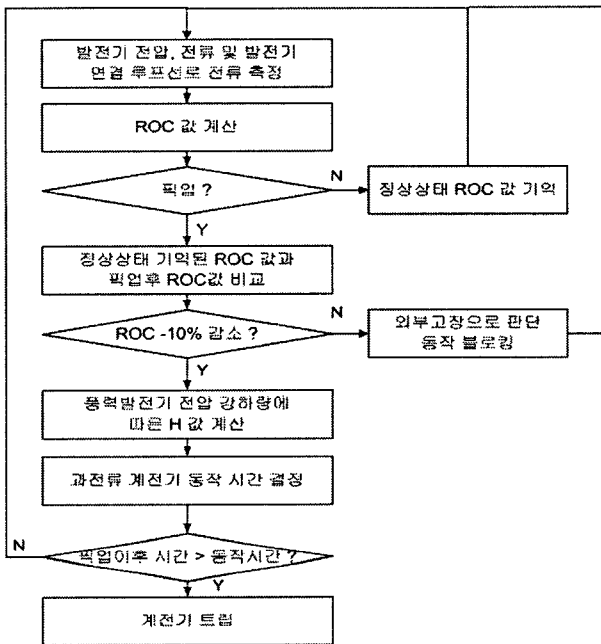 발전기 전압, 전류 및 발전기
연결 루프선로 전류 측정
ROC 값 계산
픽업 ?
N
정상상태 ROC 값 기억
Y
정상상태 기억된 ROC 값과
픽업후 ROC값 비교
ROC -10% 감소 ?
N
외부고장으로 판단
동작 블로킹
Y
풍력발전기 전압 강하량에
따른 H 값 계산
과전류 계전기 동작 시간 결정
N
픽업이후 시간 > 동작시간 ?
Y
계전기 트립